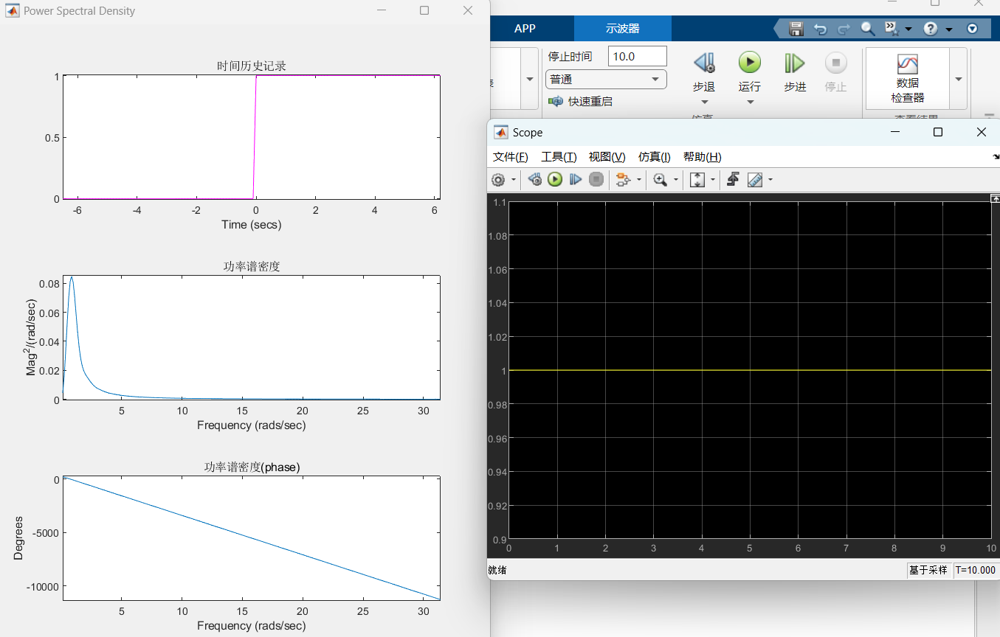 Power Spectral Density
时间历史记录
1
0.5
0
-6
-4
-2
0
2
4
6
Time (secs)
功率谱密度
0.08
0.06
0.04
0.02
0
Mag²/(rad/sec)
5
10
15
20
25
30
Frequency (rads/sec)
功率谱密度(phase)
0
-5000
-10000
Degrees
5
10
15
20
25
30
Frequency (rads/sec)
APP
示波器
停止时间
10.0
普通
快速重启
步退
运行
步进
停止
数据
检查器
Scope
文件(F)
工具(T)
视图(V)
仿真(I)
帮助(H)
1.1
1.08
1.06
1.04
1.02
1
0.98
0.96
0.94
0.92
0.9
0
1
2
3
4
5
6
7
8
9
10
就绪
基于采样
T=10.000